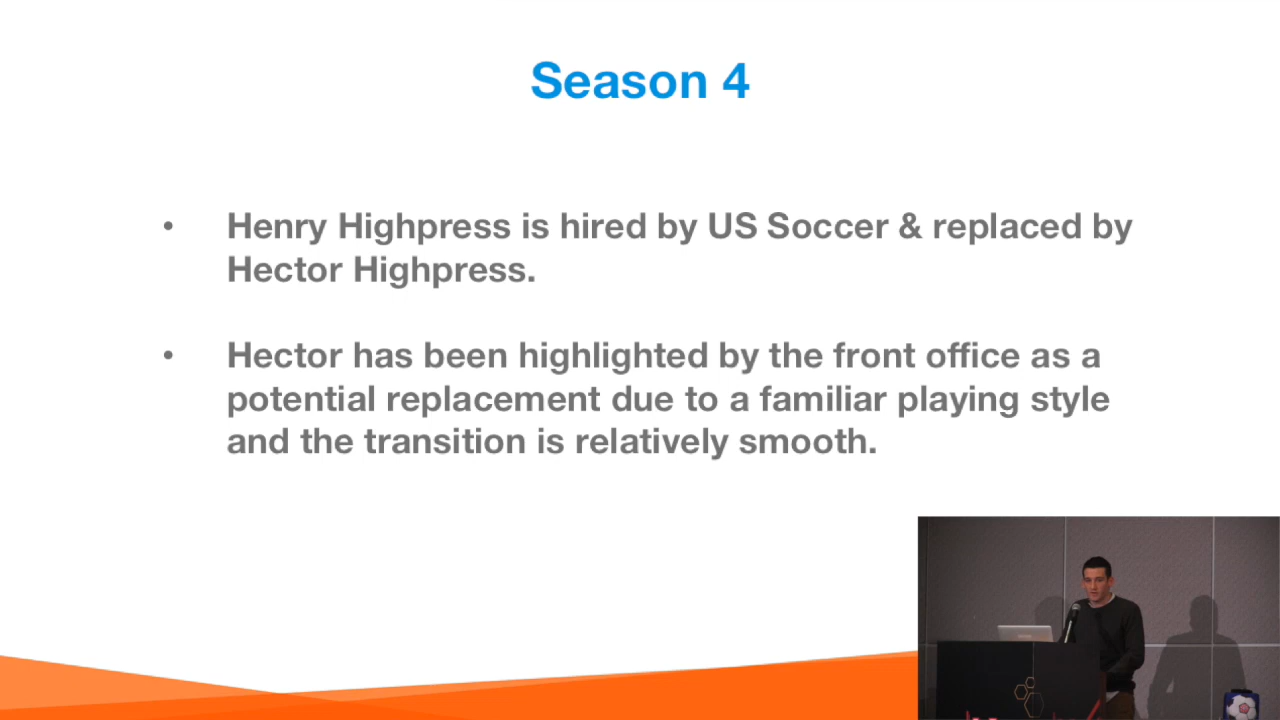 Season 4
• Henry Highpress is hired by US Soccer & replaced by
Hector Highpress.
• Hector has been highlighted by the front office as a
potential replacement due to a familiar playing style
and the transition is relatively smooth.